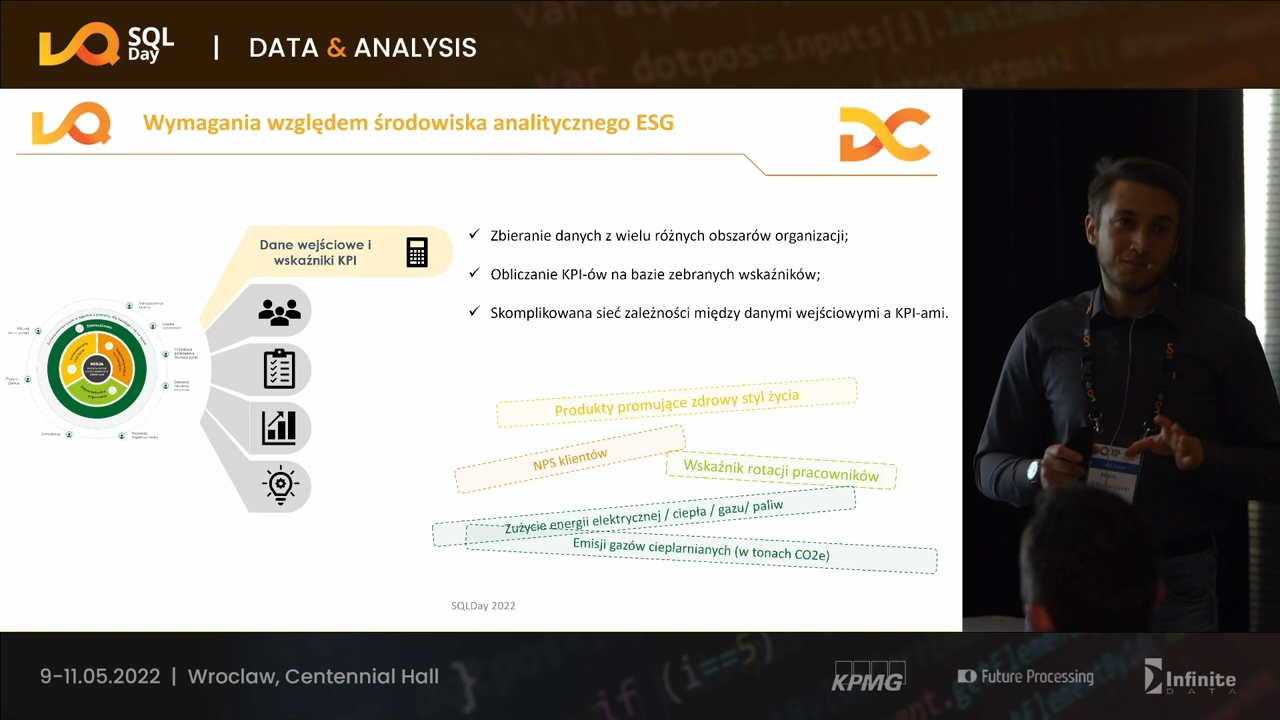 SQL
Day
| DATA & ANALYSIS
Wymagania względem środowiska analitycznego ESG
Dane wejściowe i
wskaźniki KPI
✓ Zbieranie danych z wielu różnych obszarów organizacji;
✓ Obliczanie KPI-ów na bazie zebranych wskaźników;
✓ Skomplikowana sieć zależności między danymi wejściowymi a KPI-ami.
Produkty promujące zdrowy styl życia
NPS klientów
Wskaźnik rotacji pracowników
Zużycie energii elektrycznej / ciepła / gazu/ paliw
Emisji gazów cieplarnianych (w tonach CO2e)
SQLDay 2022
9-11.05.2022 | Wroclaw, Centennial Hall
KPMG
Future Processing
Infinite
DATA